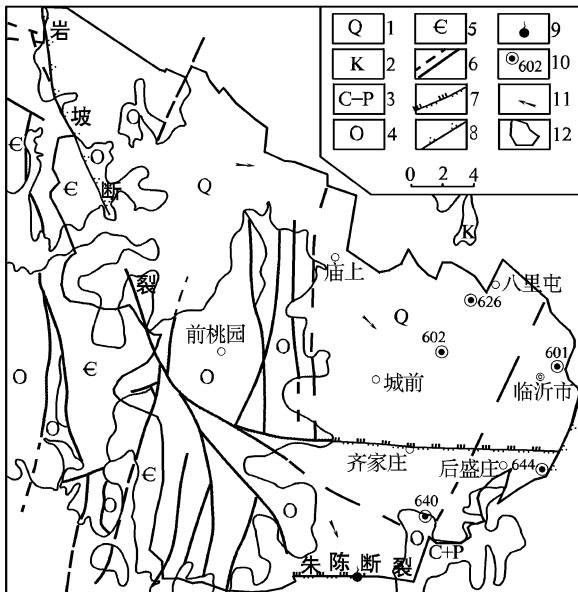 Q 1 Є 5 9
K 2 6 602 10
C-P 3 7 11
O 4 8 12
0 2 4
岩坡断裂
O
Є
Є
O
Q
K
庙上
八里屯
626
Q
602
601
前桃园
城前
临沂市
O
O
O
Є
O
齐家庄
后盛庄
644
Є
O
O
O
640
O
C+P
朱陈断裂